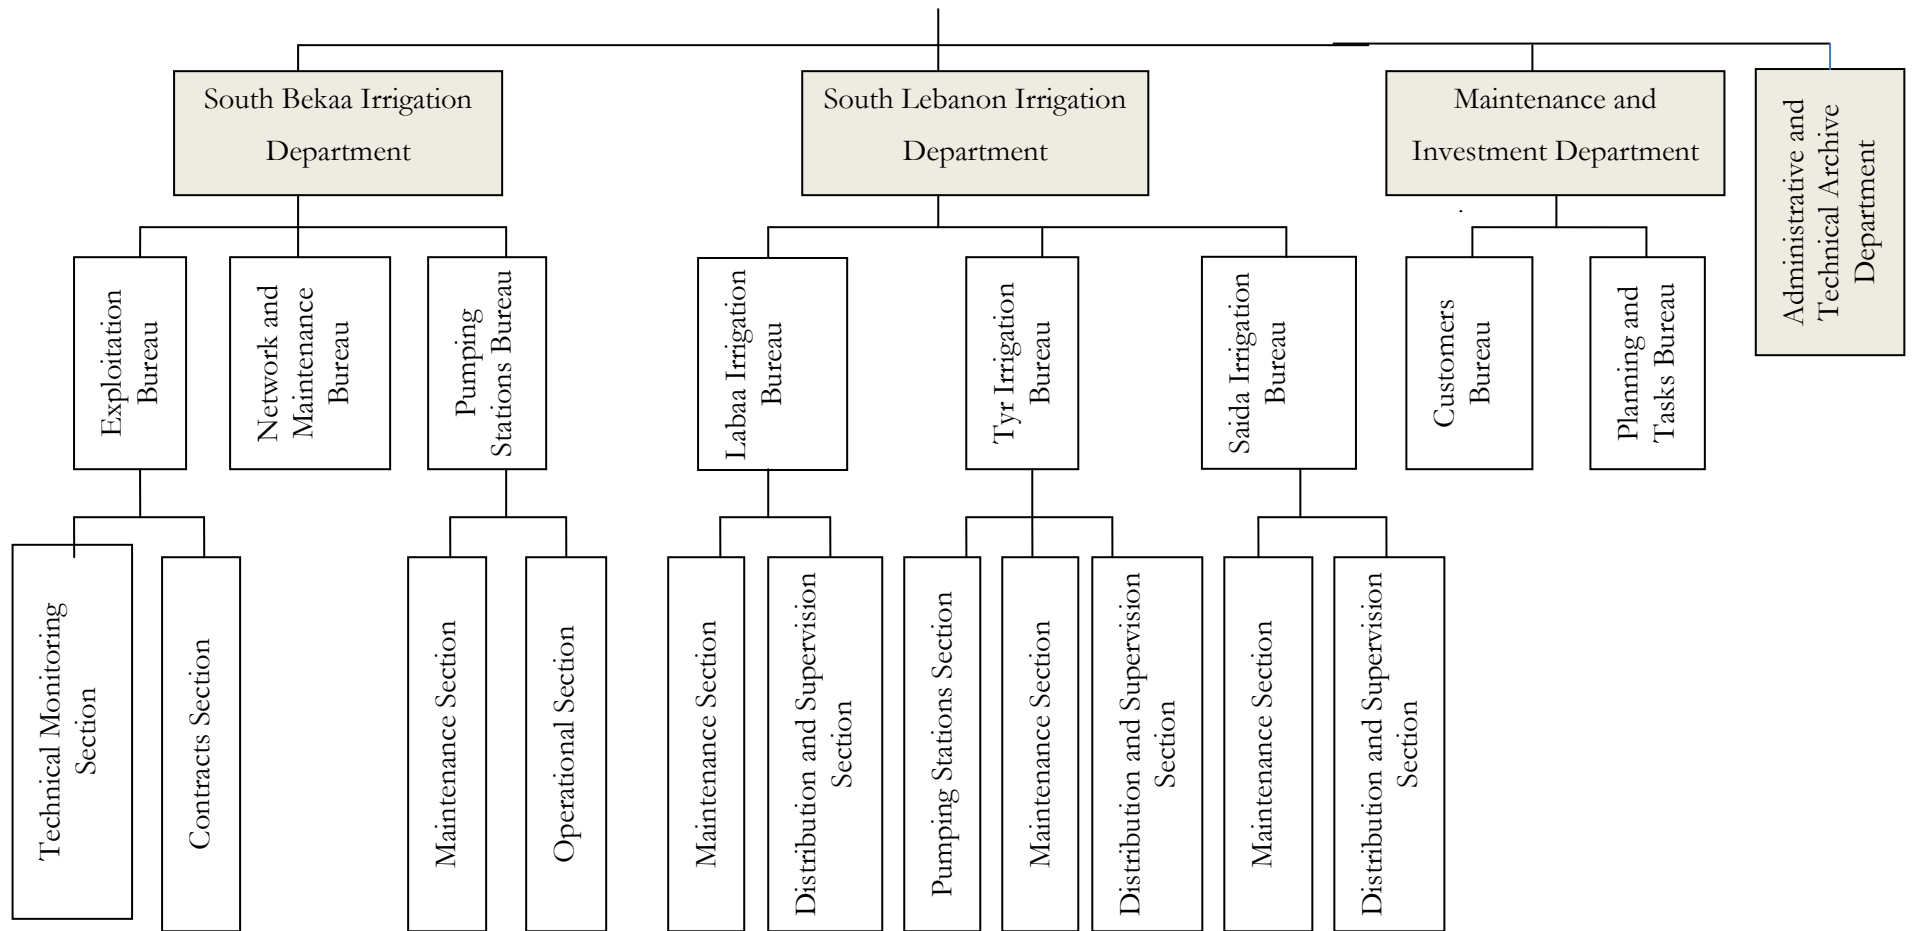 South Bekaa Irrigation
Department
South Lebanon Irrigation
Department
Maintenance and
Investment Department
Administrative and
Technical Archive
Department
Exploitation
Bureau
Network and
Maintenance
Bureau
Pumping
Stations Bureau
Labaa Irrigation
Bureau
Tyr Irrigation
Bureau
Saida Irrigation
Bureau
Customers
Bureau
Planning and
Tasks Bureau
Technical Monitoring
Section
Contracts Section
Maintenance Section
Operational Section
Maintenance Section
Distribution and Supervision
Section
Pumping Stations Section
Maintenance Section
Distribution and Supervision
Section
Maintenance Section
Distribution and Supervision
Section